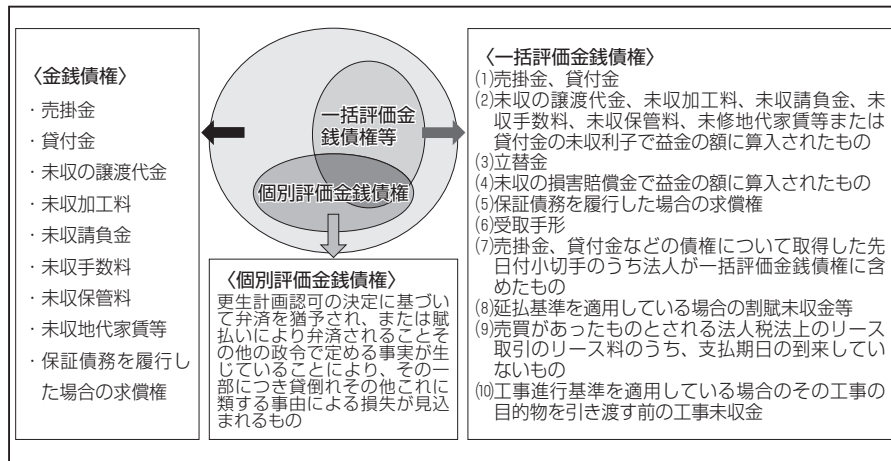 〈金銭債権〉
・売掛金
・貸付金
・未収の譲渡代金
・未収加工料
・未収請負金
・未収手数料
・未収保管料
・未収地代家賃等
・保証債務を履行し
た場合の求償権
一括評価金
銭債権等
個別評価金銭債権
〈個別評価金銭債権〉
更生計画認可の決定に基づい
て弁済を猶予され、または賦
払いにより弁済されることそ
の他の政令で定める事実が生
じていることにより、その一
部につき貸倒れその他これに
類する事由による損失が見込
まれるもの
〈一括評価金銭債権〉
⑴売掛金、貸付金
⑵未収の譲渡代金、未収加工料、未収請負金、未
収手数料、未収保管料、未修地代家賃等または
貸付金の未収利子で益金の額に算入されたもの
⑶立替金
⑷未収の損害賠償金で益金の額に算入されたもの
⑸保証債務を履行した場合の求償権
⑹受取手形
⑺売掛金、貸付金などの債権について取得した先
日付小切手のうち法人が一括評価金銭債権に含
めたもの
⑻延払基準を適用している場合の割賦未収金等
⑼売買があったものとされる法人税法上のリース
取引のリース料のうち、支払期日の到来してい
ないもの
⑽工事進行基準を適用している場合のその工事の
目的物を引き渡す前の工事未収金